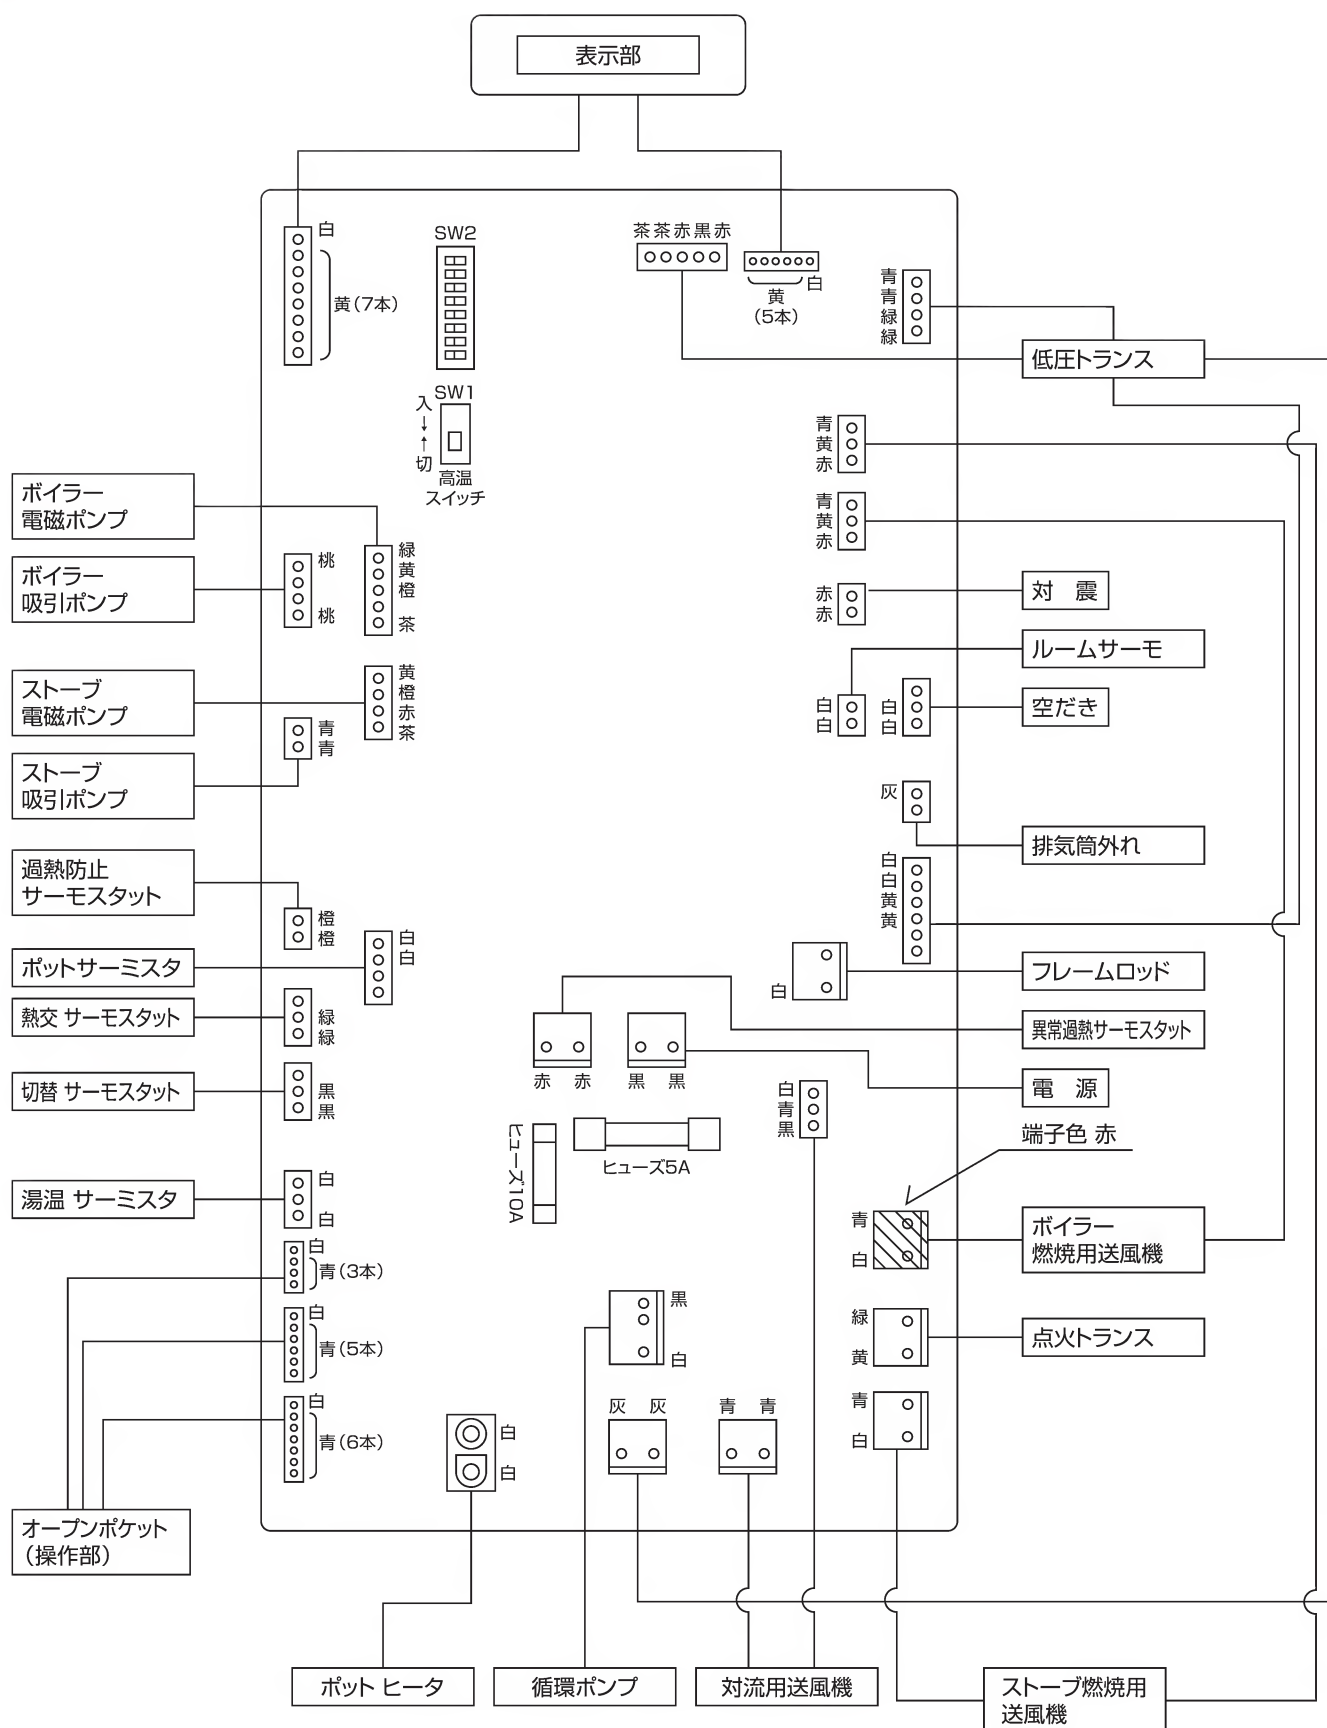 表示部
白
黄(7本)
SW2
茶茶赤黒赤
黄
(5本)
白
青
青
緑
緑
低圧トランス
SW1
入
切
高温
スイッチ
青
黄
赤
青
黄
赤
ボイラー
電磁ポンプ
緑
黄
橙
茶
ボイラー
吸引ポンプ
桃
桃
赤
赤
対 震
ルームサーモ
白
白
白
白
空だき
ストーブ
電磁ポンプ
黄
橙
赤
茶
青
青
ストーブ
吸引ポンプ
灰
排気筒外れ
過熱防止
サーモスタット
橙
橙
白
白
黄
黄
ポットサーミスタ
白
白
白
フレームロッド
熱交 サーモスタット
緑
緑
異常過熱サーモスタット
切替 サーモスタット
黒
黒
赤 赤
黒 黒
電 源
白
青
黒
端子色 赤
ヒューズ10A
ヒューズ5A
湯温 サーミスタ
白
白
青
白
ボイラー
燃焼用送風機
白
青(3本)
白
青(5本)
黒
白
緑
黄
点火トランス
白
青(6本)
白
白
灰 灰
青 青
青
白
オープンポケット
(操作部)
ポット ヒータ
循環ポンプ
対流用送風機
ストーブ燃焼用
送風機